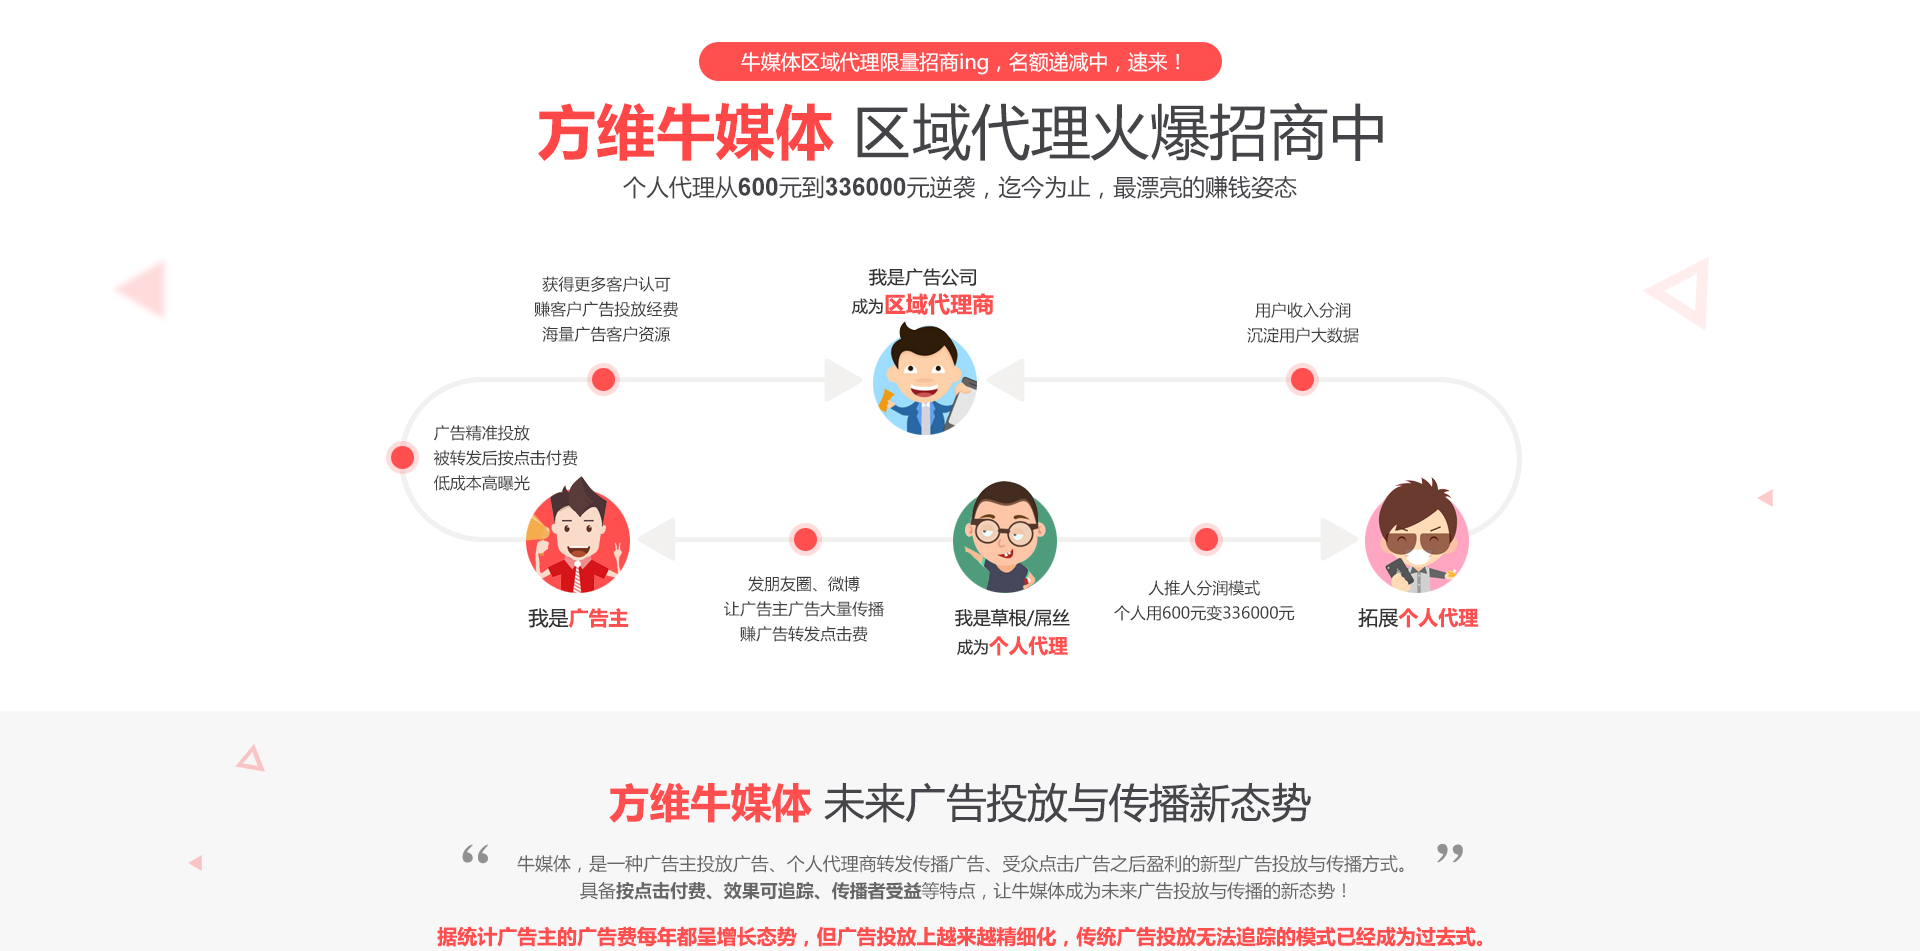 牛媒体区域代理限量招商ing，名额递减中，速来！
方维牛媒体 区域代理火爆招商中
个人代理从600元到336000元逆袭，迄今为止，最漂亮的赚钱姿态
获得更多客户认可
赚客户广告投放经费
海量广告客户资源
我是广告公司
成为区域代理商
用户收入分润
沉淀用户大数据
广告精准投放
被转发后按点击付费
低成本高曝光
我是广告主
发朋友圈、微博
让广告主广告大量传播
赚广告转发点击费
我是草根/屌丝
成为个人代理
人推人分润模式
个人用600元变336000元
拓展个人代理
方维牛媒体 未来广告投放与传播新态势
“ 牛媒体，是一种广告主投放广告、个人代理商转发传播广告、受众点击广告之后盈利的新型广告投放与传播方式。 ”
具备按点击付费、效果可追踪、传播者受益等特点，让牛媒体成为未来广告投放与传播的新态势！
据统计广告主的广告费每年都呈增长态势，但广告投放上越来越精细化，传统广告投放无法追踪的模式已经成为过去式。